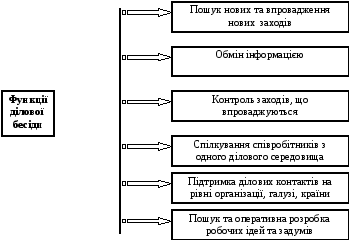 Функції
ділової
бесіди
Пошук нових та впровадження
нових заходів
Обмін інформацією
Контроль заходів, що
впроваджуються
Спілкування співробітників з
одного ділового середовища
Підтримка ділових контактів на
рівні організації, галузі, країни
Пошук та оперативна розробка
робочих ідей та задумів